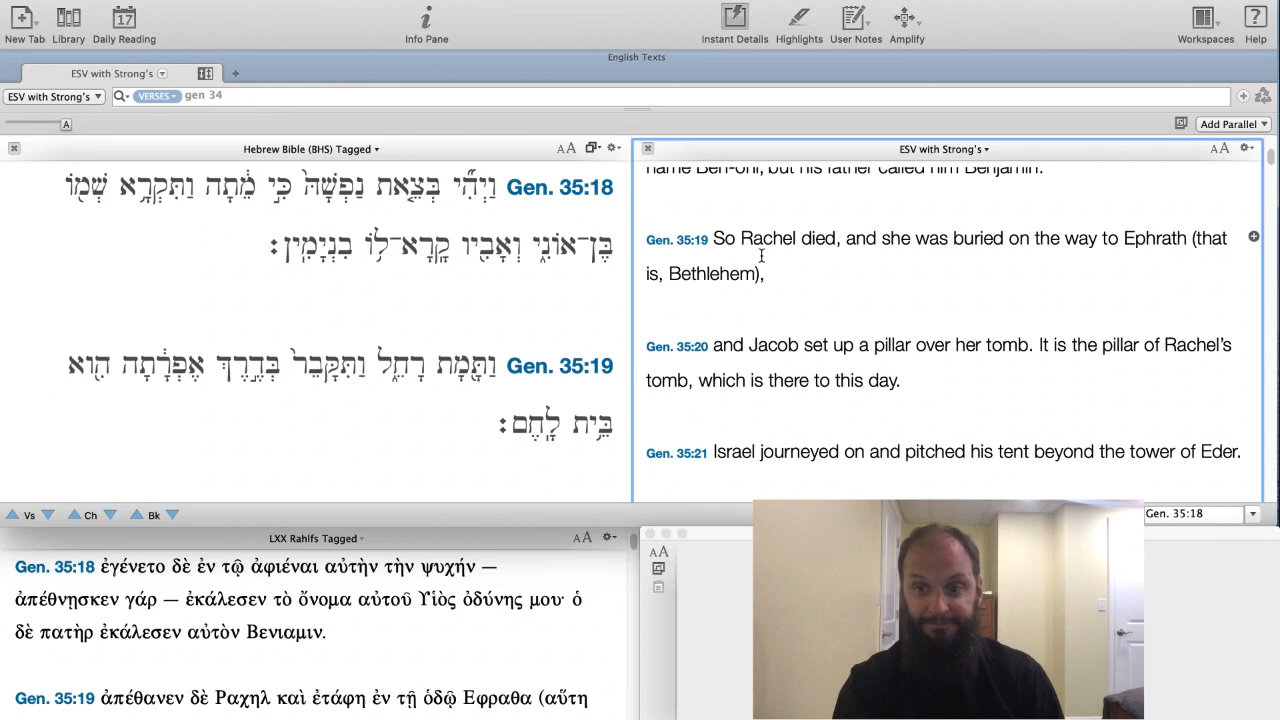 New Tab
Library
Daily Reading
17
Info Pane
Instant Details
Highlights
User Notes
Amplify
Workspaces
Help
English Texts
ESV with Strong's
ESV with Strong's
VERSES
gen 34
A
Add Parallel
Hebrew Bible (BHS) Tagged
AA
Gen. 35:18 וַיְהִ֞י בְּצֵ֤את נַפְשָׁהּ֙ כִּ֣י מֵ֔תָה וַתִּקְרָ֥א שְׁמ֖וֹ
בֶּן־אוֹנִ֑י וְאָבִ֖יו קָֽרָא־ל֥וֹ בִנְיָמִֽין׃
Gen. 35:19 וַתָּ֖מָת רָחֵ֑ל וַתִּקָּבֵר֙ בְּדֶ֣רֶךְ אֶפְרָ֔תָה הִ֖וא
בֵּ֥ית לָֽחֶם׃
ESV with Strong's
AA
name Ben-oni; but his father called him Benjamin.
Gen. 35:19 So Rachel died, and she was buried on the way to Ephrath (that
is, Bethlehem),
Gen. 35:20 and Jacob set up a pillar over her tomb. It is the pillar of Rachel’s
tomb, which is there to this day.
Gen. 35:21 Israel journeyed on and pitched his tent beyond the tower of Eder.
Vs
Ch
Bk
Gen. 35:18
LXX Rahlfs Tagged
AA
Gen. 35:18 ἐγένετο δὲ ἐν τῷ ἀφιέναι αὐτὴν τὴν ψυχήν —
ἀπέθνῃσκεν γάρ — ἐκάλεσεν τὸ ὄνομα αὐτοῦ Υἱὸς ὀδύνης μου· ὁ
δὲ πατὴρ ἐκάλεσεν αὐτὸν Βενιαμιν.
Gen. 35:19 ἀπέθανεν δὲ Ραχηλ καὶ ἐτάφη ἐν τῇ ὁδῷ Εφραθα (αὕτη
AA